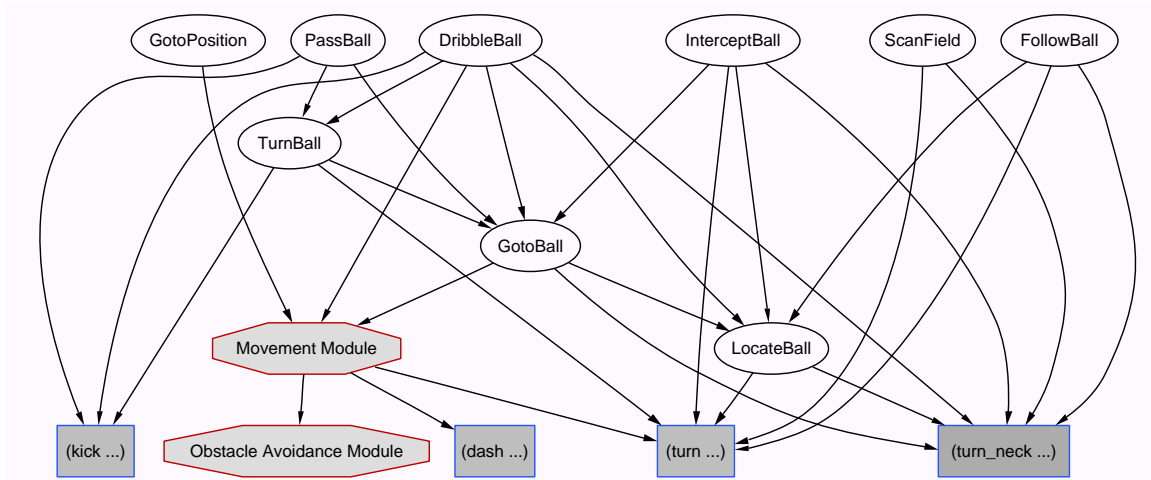 GotoPosition
PassBall
DribbleBall
InterceptBall
ScanField
FollowBall
TurnBall
GotoBall
Movement Module
LocateBall
(kick ...)
Obstacle Avoidance Module
(dash ...)
(turn ...)
(turn_neck ...)